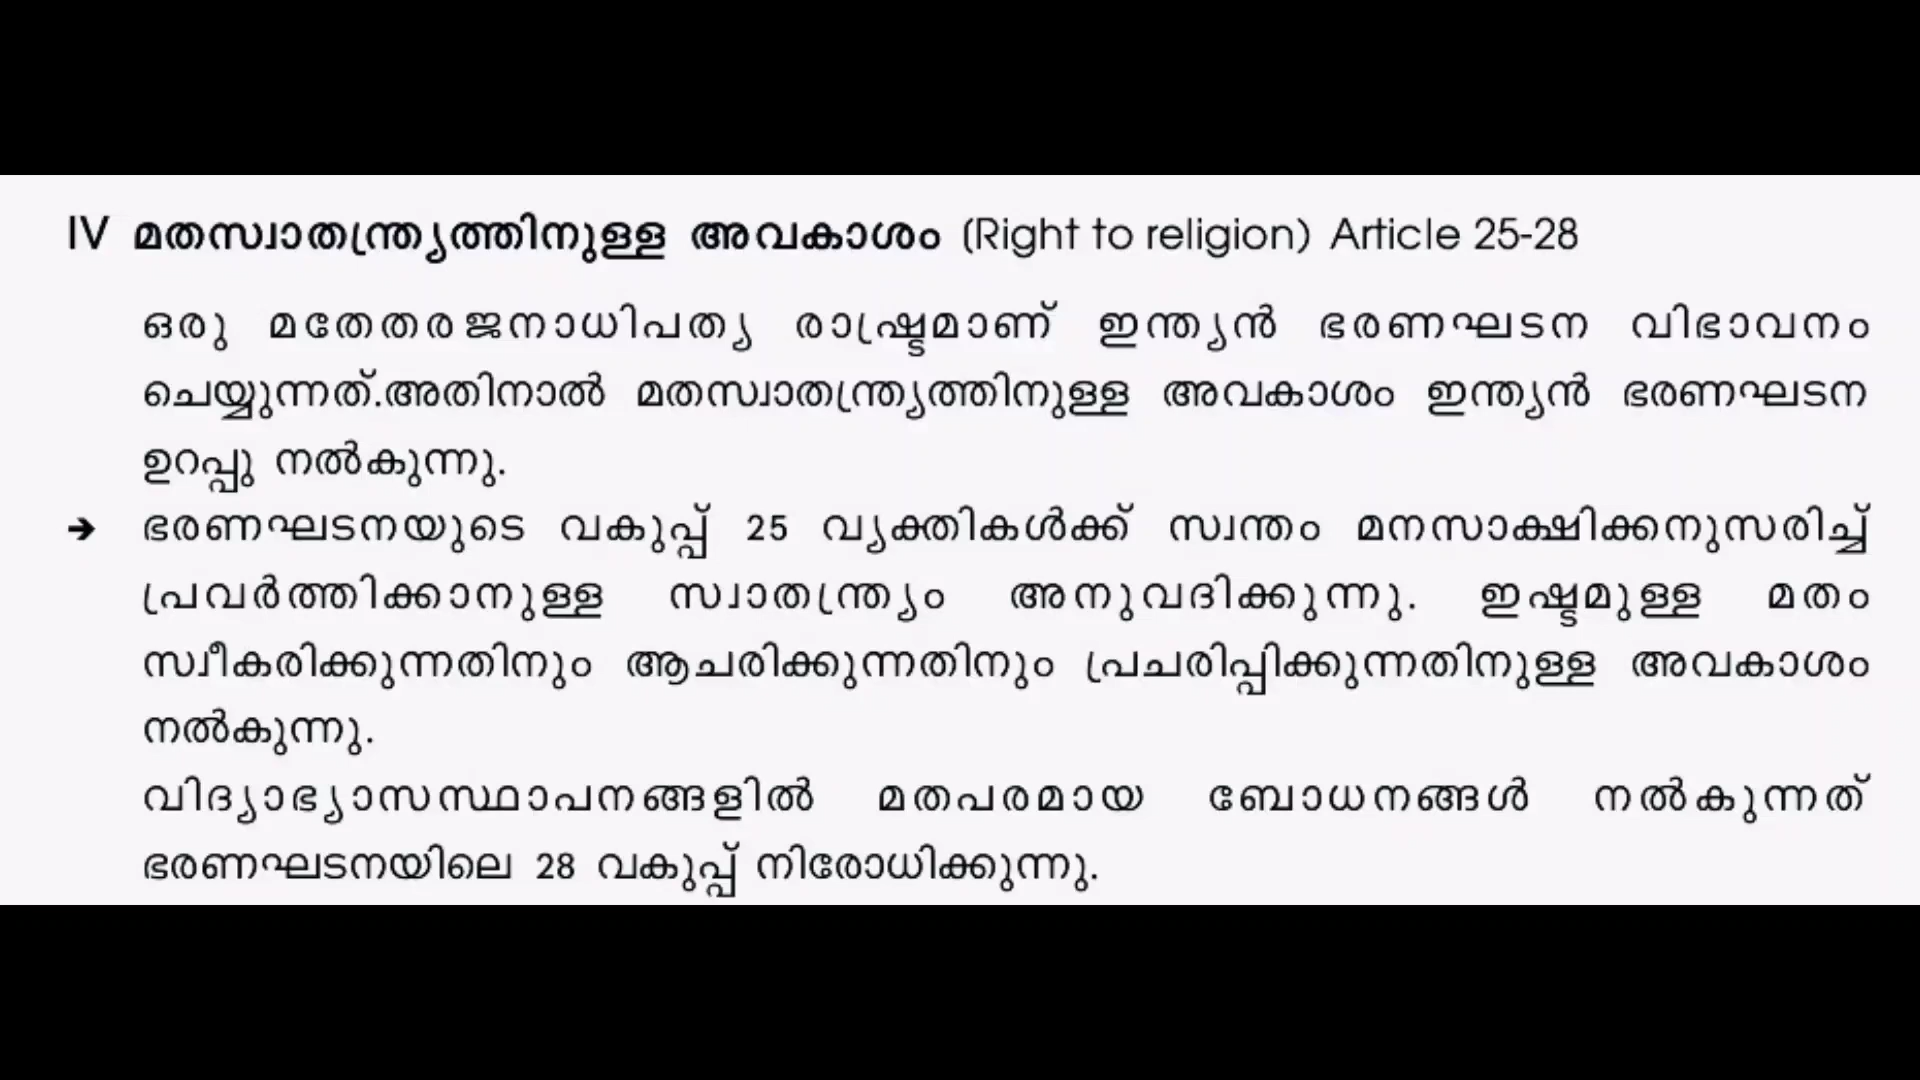 IV മതസ്വാതന്ത്ര്യത്തിനുള്ള അവകാശം (Right to religion) Article 25-28
ഒരു മതേതരജനാധിപത്യ രാഷ്ട്രമാണ് ഇന്ത്യൻ ഭരണഘടന വിഭാവനം
ചെയ്യുന്നത്.അതിനാൽ മതസ്വാതന്ത്ര്യത്തിനുള്ള അവകാശം ഇന്ത്യൻ ഭരണഘടന
ഉറപ്പു നൽകുന്നു.
➔ ഭരണഘടനയുടെ വകുപ്പ് 25 വ്യക്തികൾക്ക് സ്വന്തം മനസാക്ഷിക്കനുസരിച്ച്
പ്രവർത്തിക്കാനുള്ള സ്വാതന്ത്ര്യം അനുവദിക്കുന്നു. ഇഷ്ടമുള്ള മതം
സ്വീകരിക്കുന്നതിനും ആചരിക്കുന്നതിനും പ്രചരിപ്പിക്കുന്നതിനുള്ള അവകാശം
നൽകുന്നു.
വിദ്യാഭ്യാസസ്ഥാപനങ്ങളിൽ മതപരമായ ബോധനങ്ങൾ നൽകുന്നത്
ഭരണഘടനയിലെ 28 വകുപ്പ് നിരോധിക്കുന്നു.